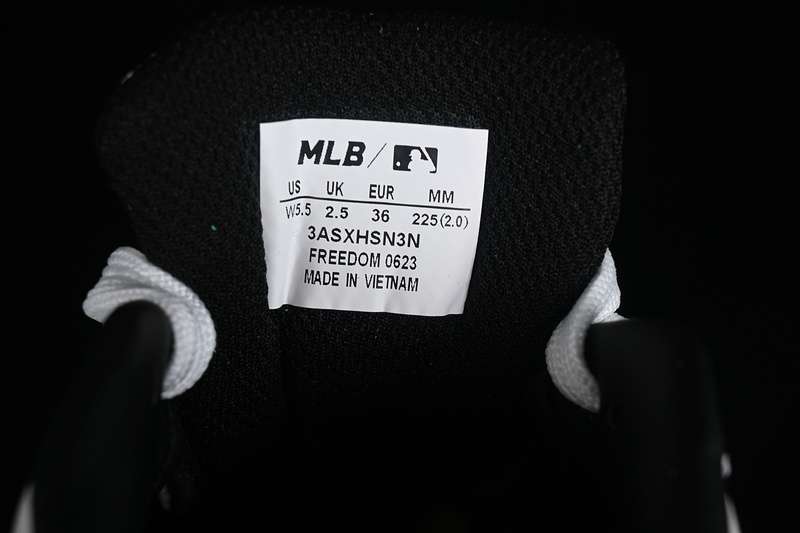 MLB /
US UK EUR MM
W5.5 2.5 36 225(2.0)
3ASXHSN3N
FREEDOM 0623
MADE IN VIETNAM